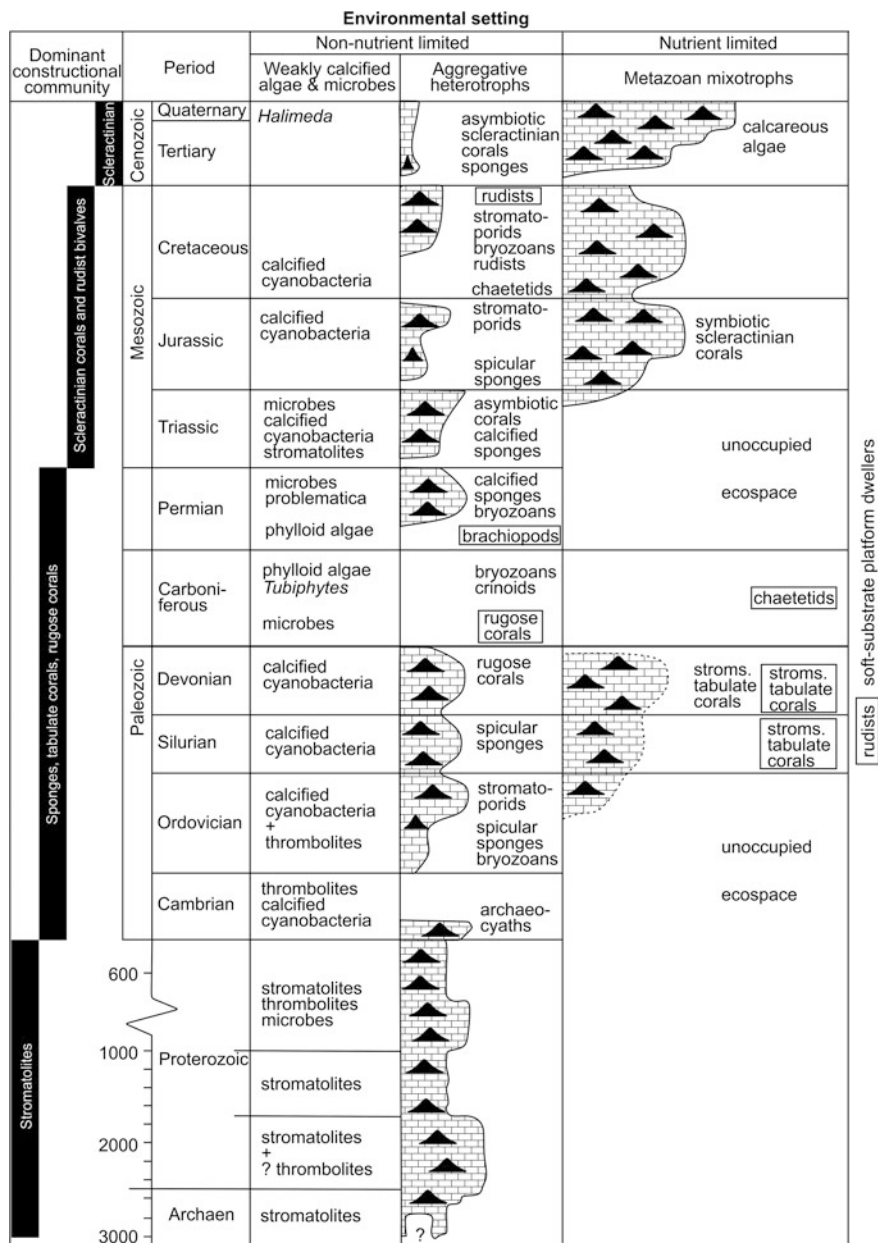 Environmental setting
Dominant
constructional
community
Period
Non-nutrient limited
Nutrient limited
Weakly calcified
algae & microbes
Aggregative
heterotrophs
Metazoan mixotrophs
Scleractinian
Scleractinian corals and rudist bivalves
Sponges, tabulate corals, rugose corals
Stromatolites
Cenozoic
Mesozoic
Paleozoic
Quaternary
Halimeda
Tertiary
asymbiotic
scleractinian
corals
sponges
calcareous
algae
Cretaceous
calcified
cyanobacteria
rudists
stromato-
porids
bryozoans
rudists
chaetetids
Jurassic
calcified
cyanobacteria
stromato-
porids
spicular
sponges
symbiotic
scleractinian
corals
Triassic
microbes
calcified
cyanobacteria
stromatolites
asymbiotic
corals
calcified
sponges
unoccupied
ecospace
Permian
microbes
problematica
phylloid algae
calcified
sponges
bryozoans
brachiopods
Carboni-
ferous
phylloid algae
Tubiphytes
microbes
bryozoans
crinoids
rugose
corals
chaetetids
Devonian
calcified
cyanobacteria
rugose
corals
stroms.
tabulate
corals
stroms.
tabulate
corals
Silurian
calcified
cyanobacteria
spicular
sponges
stroms.
tabulate
corals
Ordovician
calcified
cyanobacteria
+
thrombolites
stromato-
porids
spicular
sponges
bryozoans
unoccupied
ecospace
Cambrian
thrombolites
calcified
cyanobacteria
archaeo-
cyaths
600
1000
2000
3000
Proterozoic
stromatolites
thrombolites
microbes
stromatolites
stromatolites
+
? thrombolites
Archaen
stromatolites
?
rudists soft-substrate platform dwellers